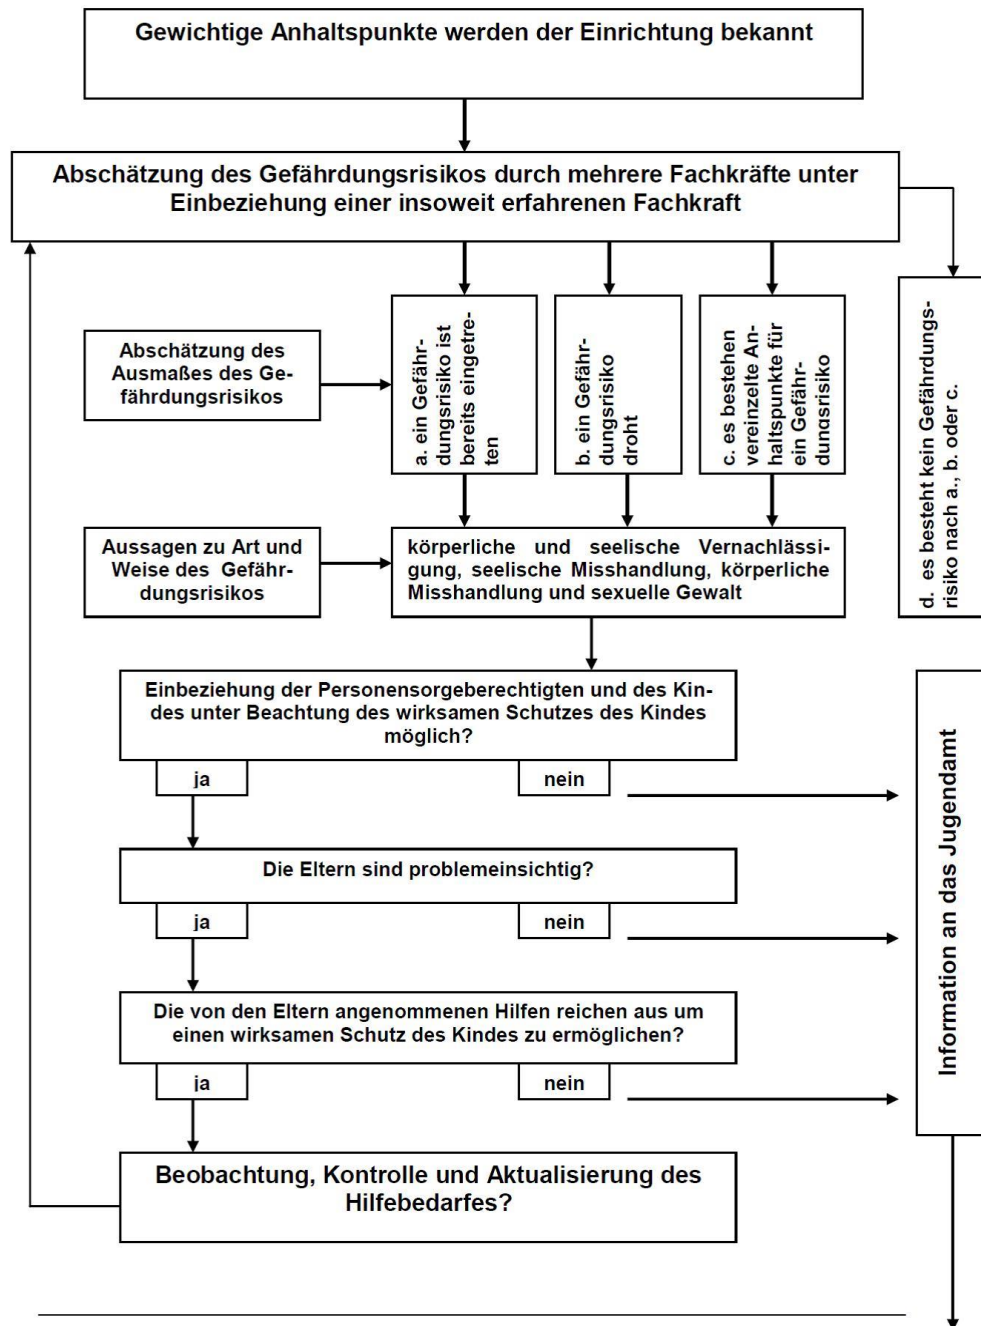 Gewichtige Anhaltspunkte werden der Einrichtung bekannt
Abschätzung des Gefährdungsrisikos durch mehrere Fachkräfte unter
Einbeziehung einer insoweit erfahrenen Fachkraft
Abschätzung des
Ausmaßes des Ge-
fährdungsrisikos
a. ein Gefähr-
dungsrisiko ist
bereits eingetre-
ten
b. ein Gefähr-
dungsrisiko
droht
c. es bestehen
vereinzelte An-
haltspunkte für
ein Gefähr-
dungsrisiko
d. es besteht kein Gefährdungs-
risiko nach a., b. oder c.
Aussagen zu Art und
Weise des Gefähr-
dungsrisikos
körperliche und seelische Vernachlässi-
gung, seelische Misshandlung, körperliche
Misshandlung und sexuelle Gewalt
Einbeziehung der Personensorgeberechtigten und des Kin-
des unter Beachtung des wirksamen Schutzes des Kindes
möglich?
ja
nein
Die Eltern sind problemeinsichtig?
ja
nein
Die von den Eltern angenommenen Hilfen reichen aus um
einen wirksamen Schutz des Kindes zu ermöglichen?
ja
nein
Information an das Jugendamt
Beobachtung, Kontrolle und Aktualisierung des
Hilfebedarfes?